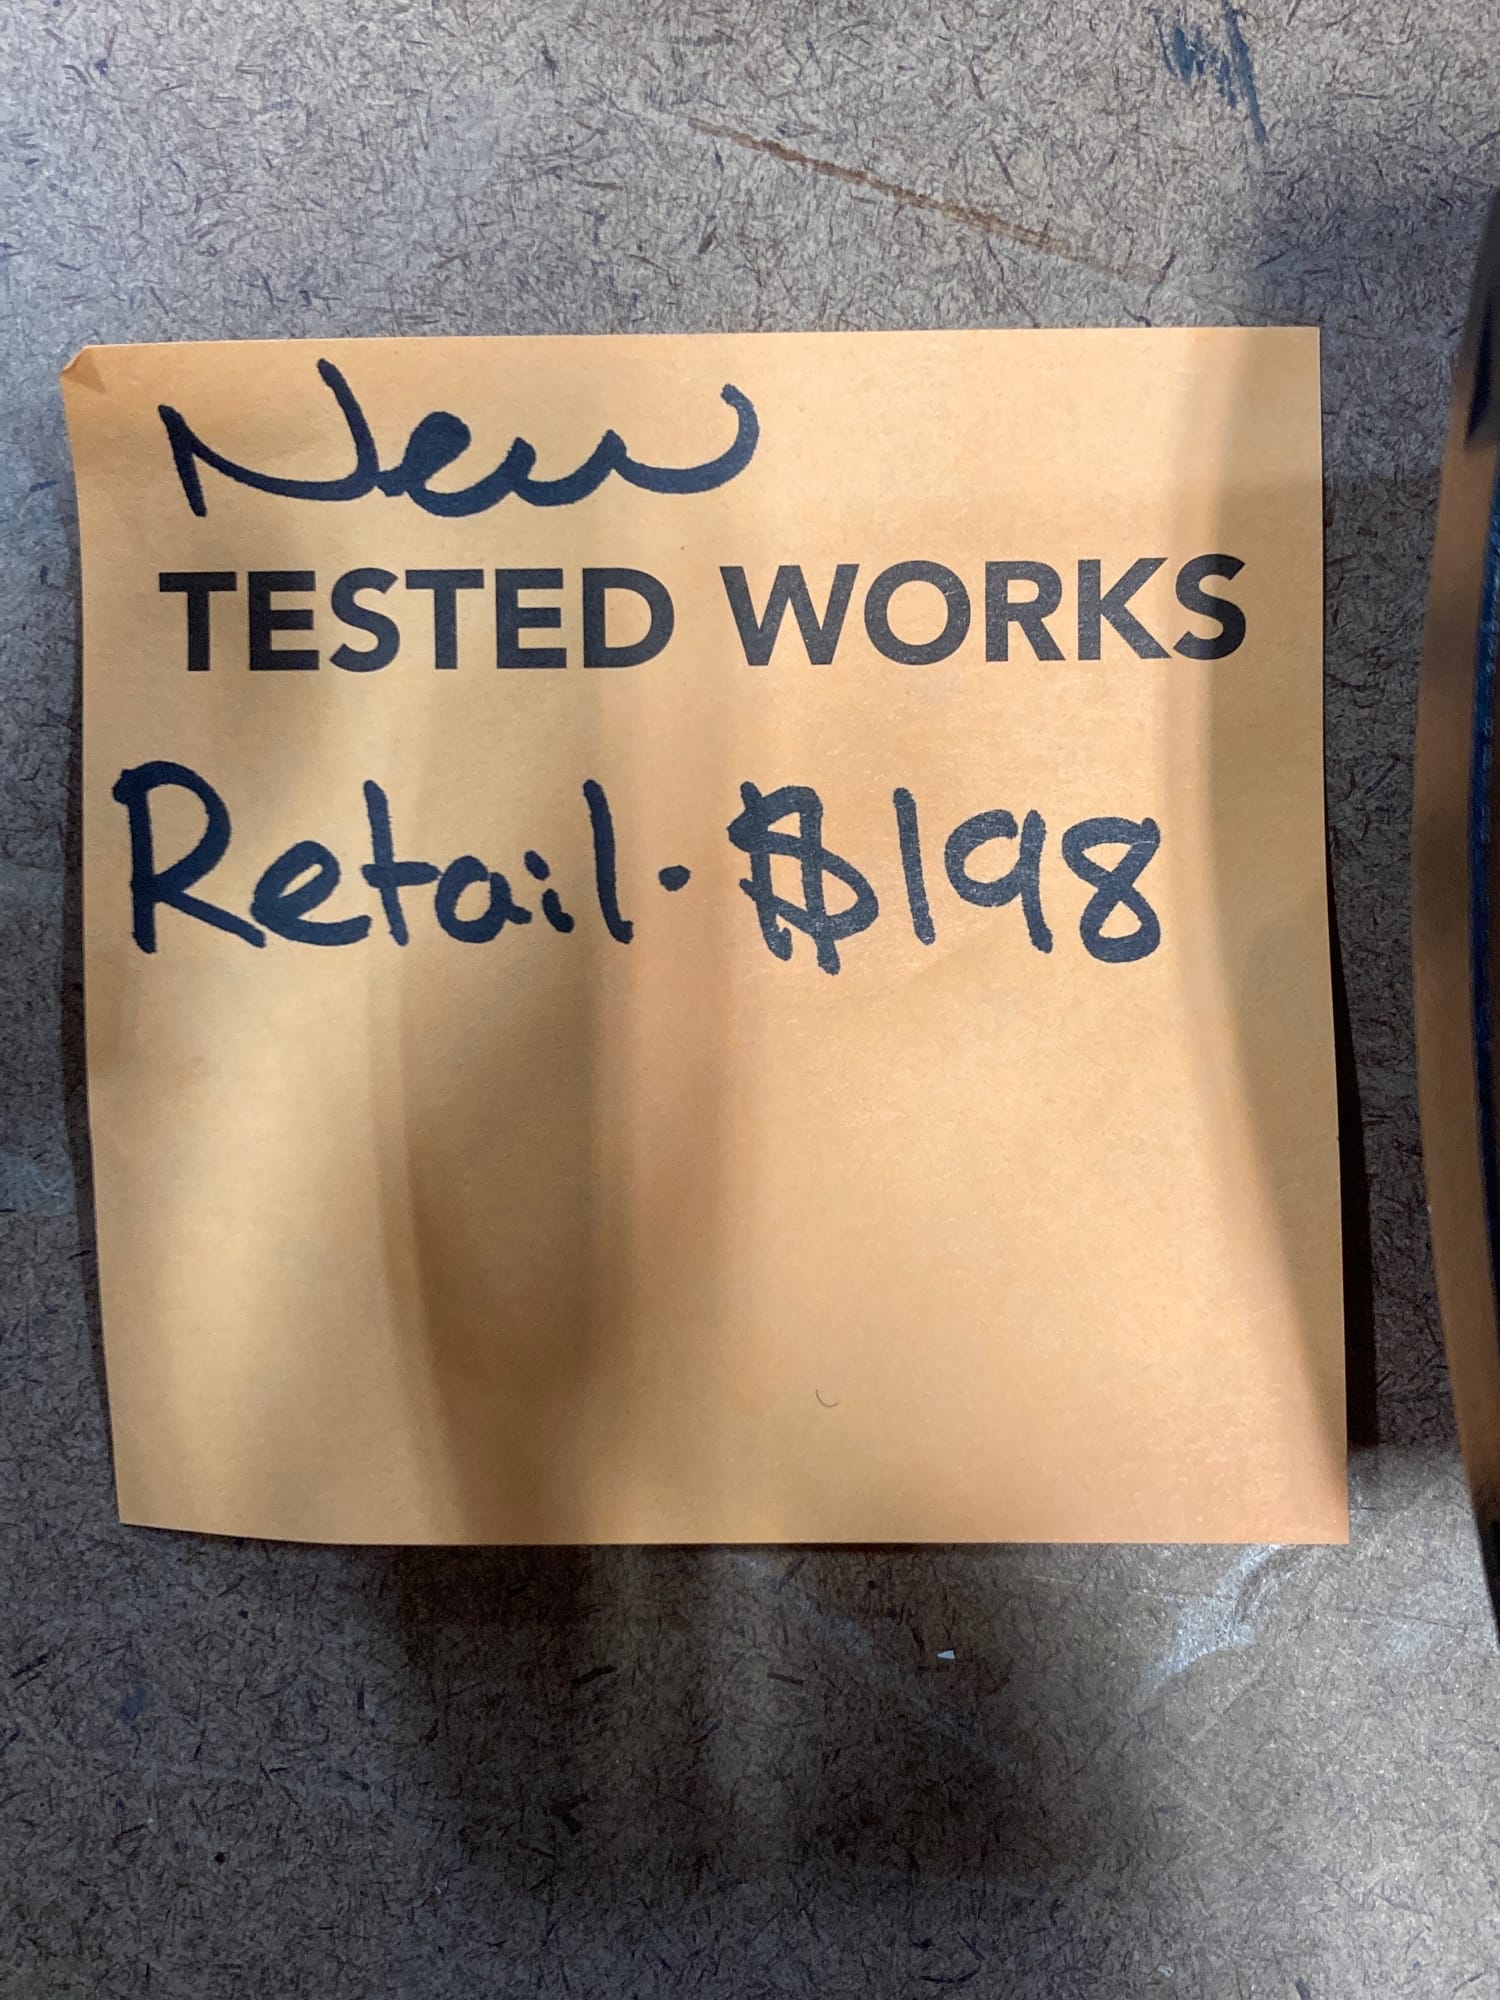 New
TESTED WORKS
Retail · $198